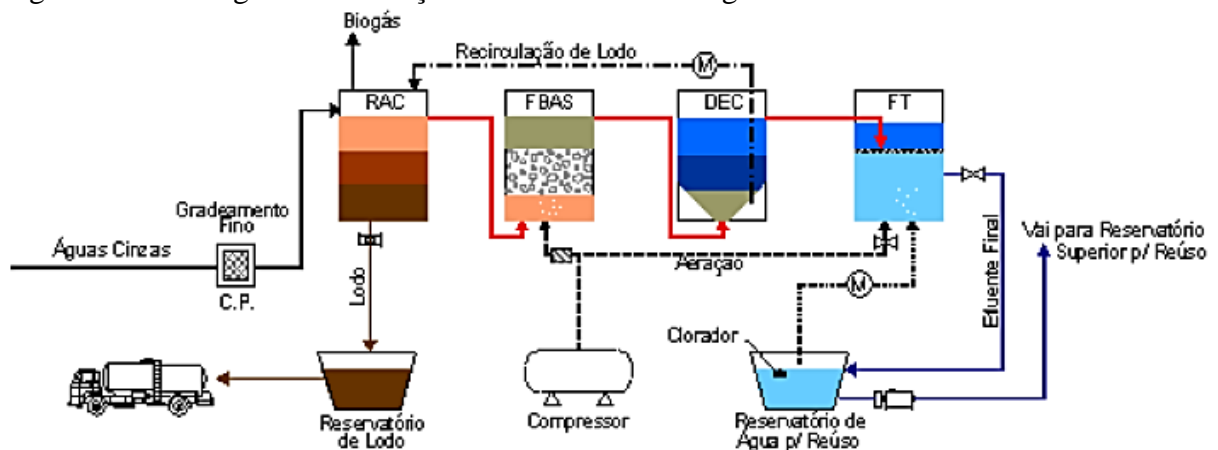 Biogás
Recirculação de Lodo
M
RAC
FBAS
DEC
FT
Gradeamento
Fino
Águas Cinzas
C.P.
Lodo
Aeração
M
Efluente Final
Vai para Reservatório
Superior p/ Reúso
Clorador
Reservatório
de Lodo
Compressor
Reservatório de
Água p/ Reúso